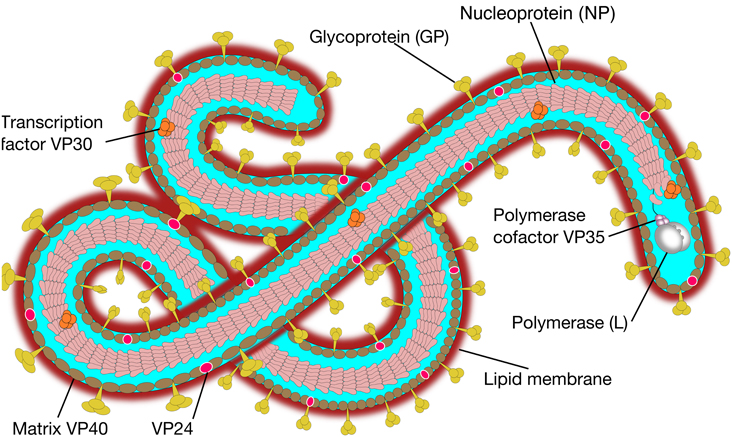 Nucleoprotein (NP)
Glycoprotein (GP)
Transcription
factor VP30
Polymerase
cofactor VP35
Polymerase (L)
Lipid membrane
Matrix VP40
VP24